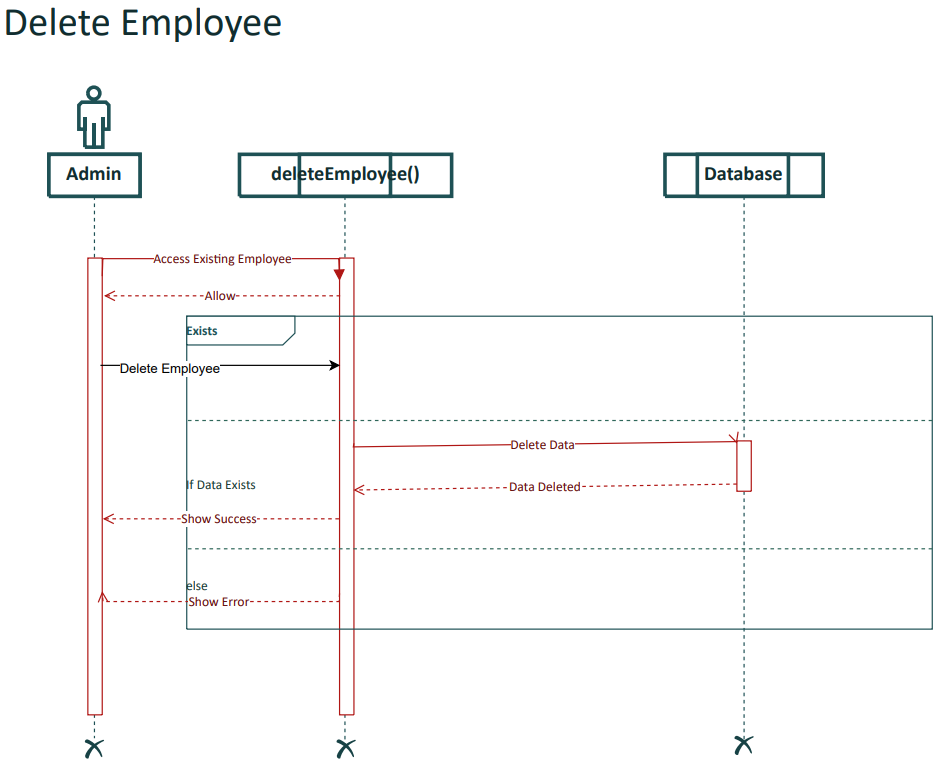 Delete Employee
Admin
deleteEmployee()
Database
Access Existing Employee
Allow
Exists
Delete Employee
Delete Data
If Data Exists
Data Deleted
Show Success
else
Show Error